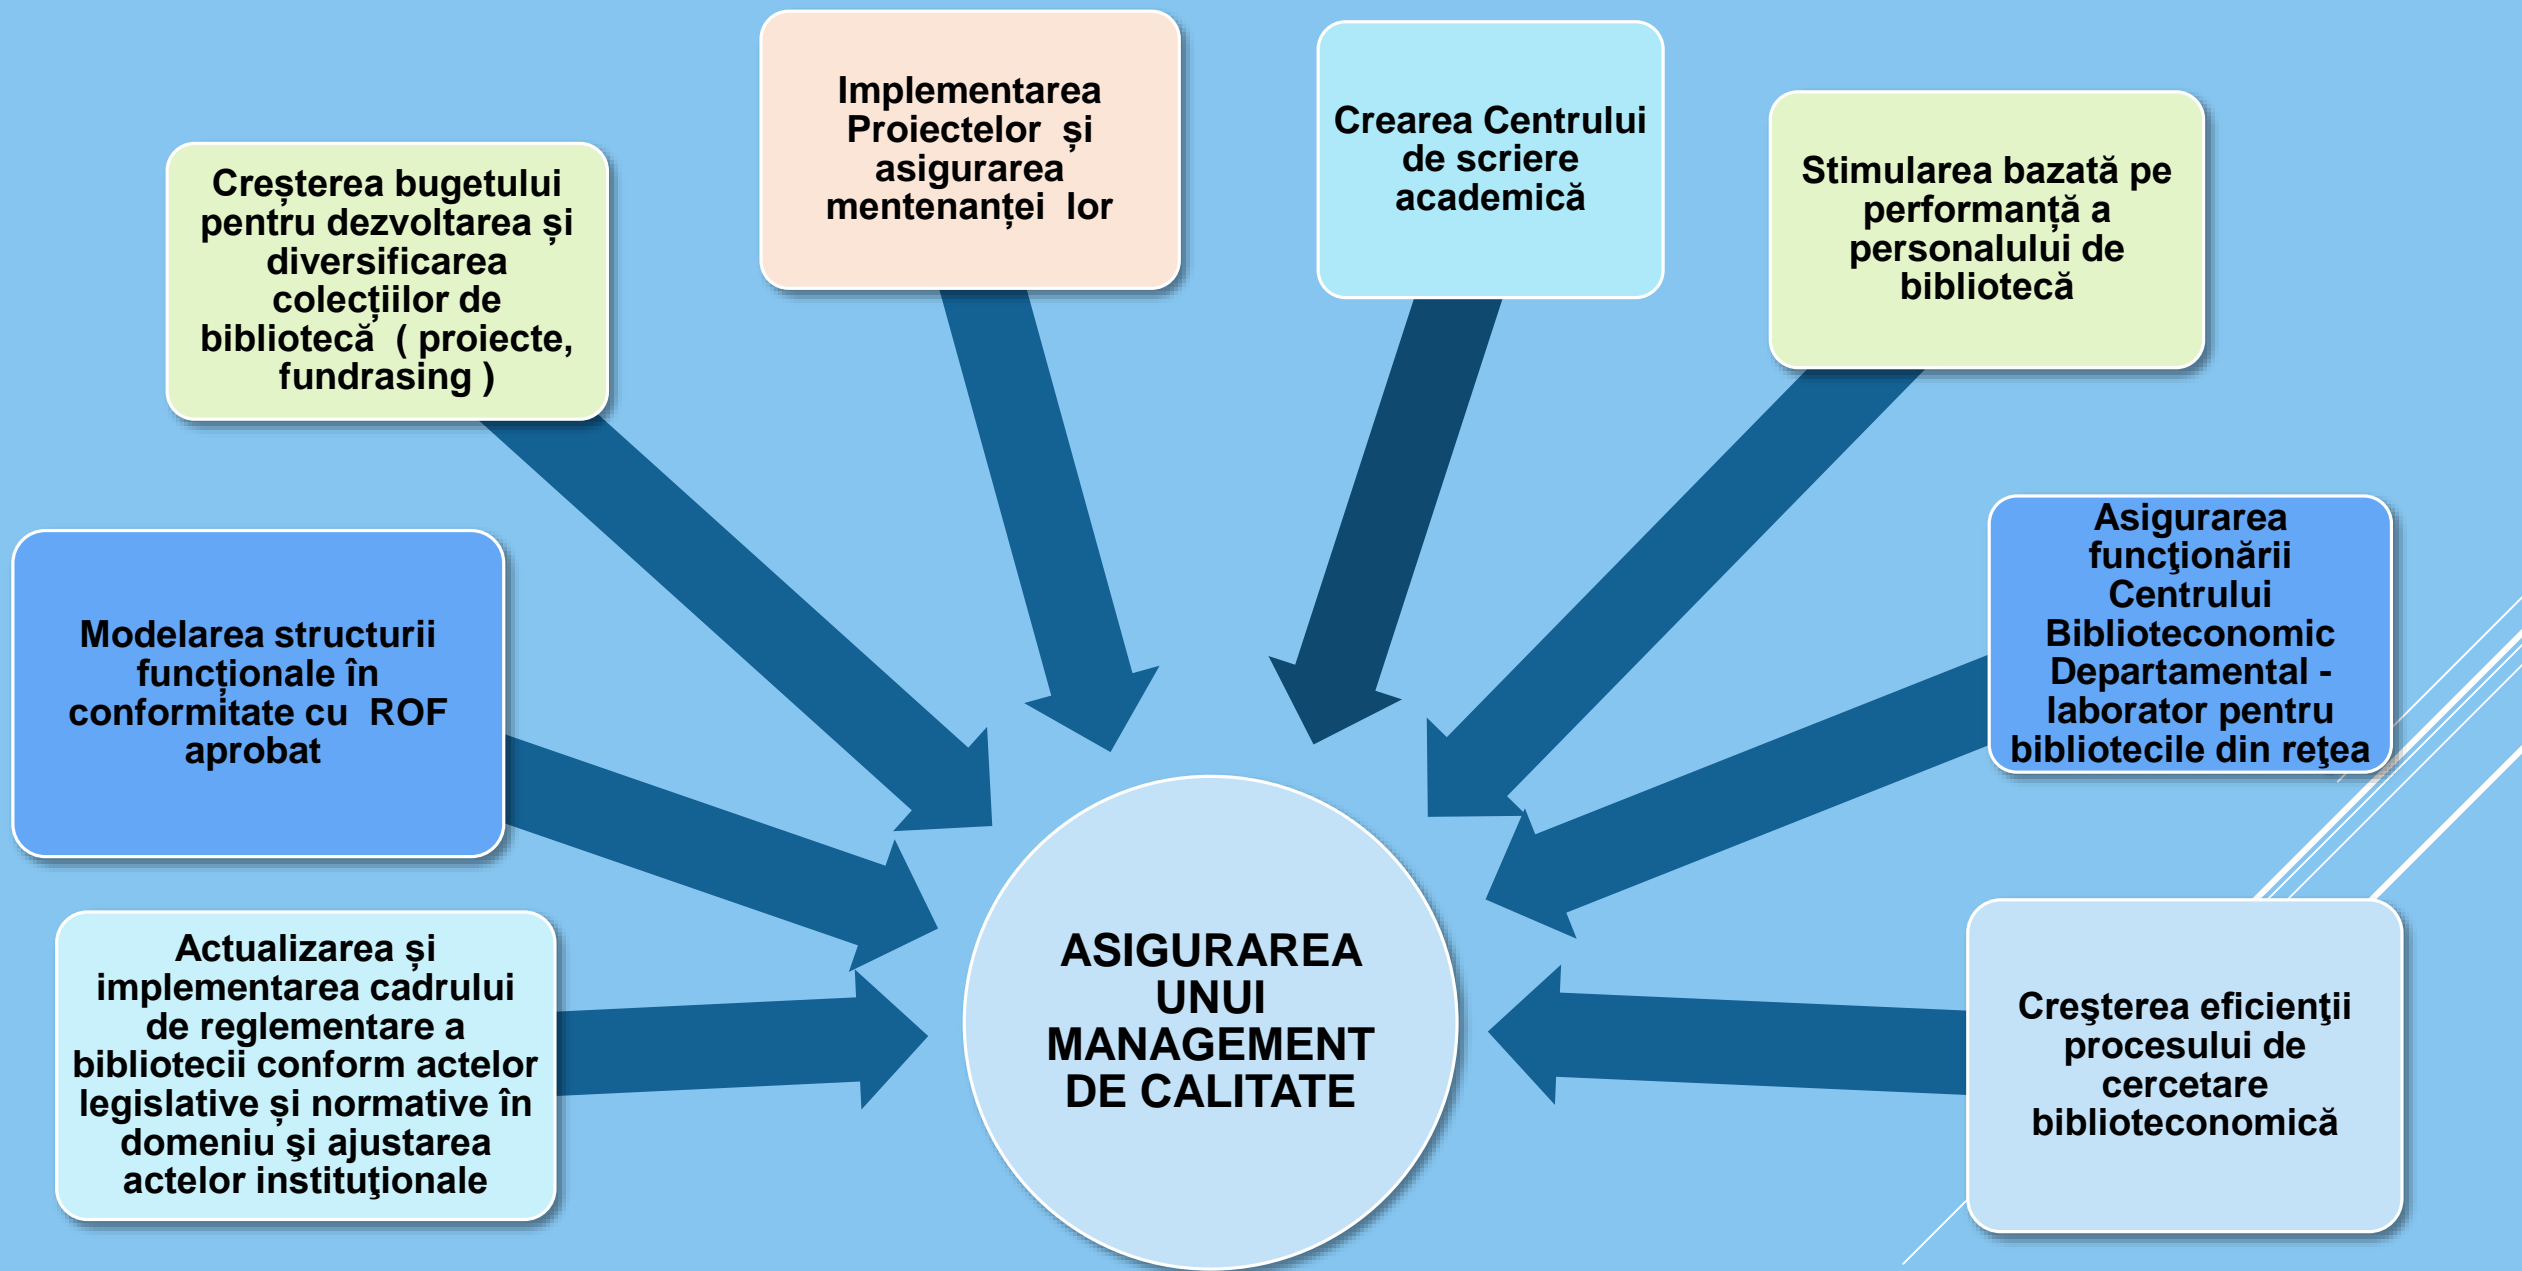 Implementarea
Proiectelor și
asigurarea
mentenanței lor
Crearea Centrului
de scriere
academică
Creșterea bugetului
pentru dezvoltarea și
diversificarea
colecțiilor de
bibliotecă ( proiecte,
fundrasing )
Stimularea bazată pe
performanță a
personalului de
bibliotecă
Modelarea structurii
funcționale în
conformitate cu ROF
aprobat
Asigurarea
funcţionării
Centrului
Biblioteconomic
Departamental -
laborator pentru
bibliotecile din reţea
Actualizarea și
implementarea cadrului
de reglementare a
bibliotecii conform actelor
legislative și normative în
domeniu şi ajustarea
actelor instituţionale
ASIGURAREA
UNUI
MANAGEMENT
DE CALITATE
Creşterea eficienţii
procesului de
cercetare
biblioteconomică